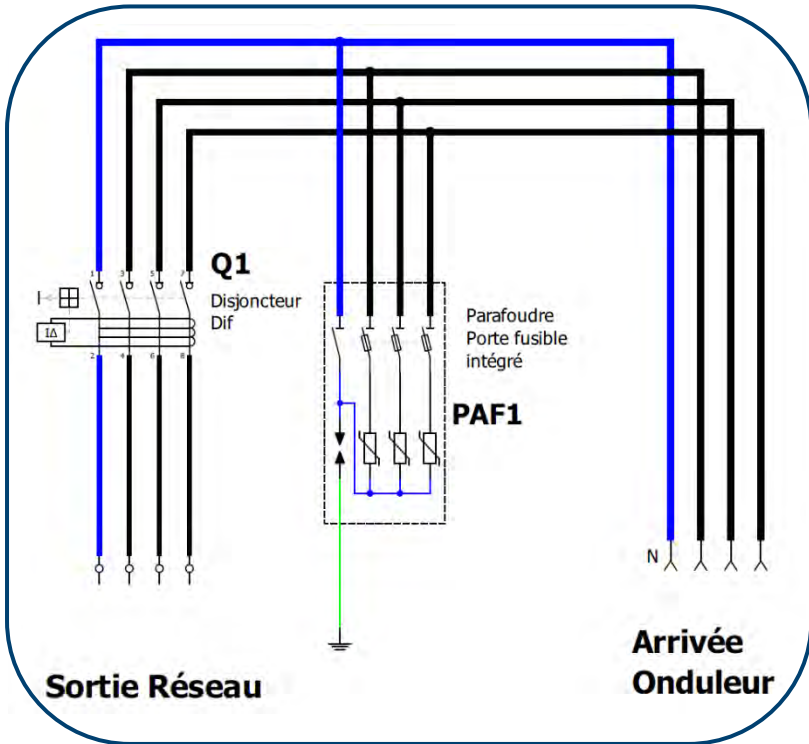 Q1
Disjoncteur
Dif
1
3
5
7
IΔ
2
4
6
8
Parafoudre
Porte fusible
intégré
PAF1
N
Sortie Réseau
Arrivée
Onduleur